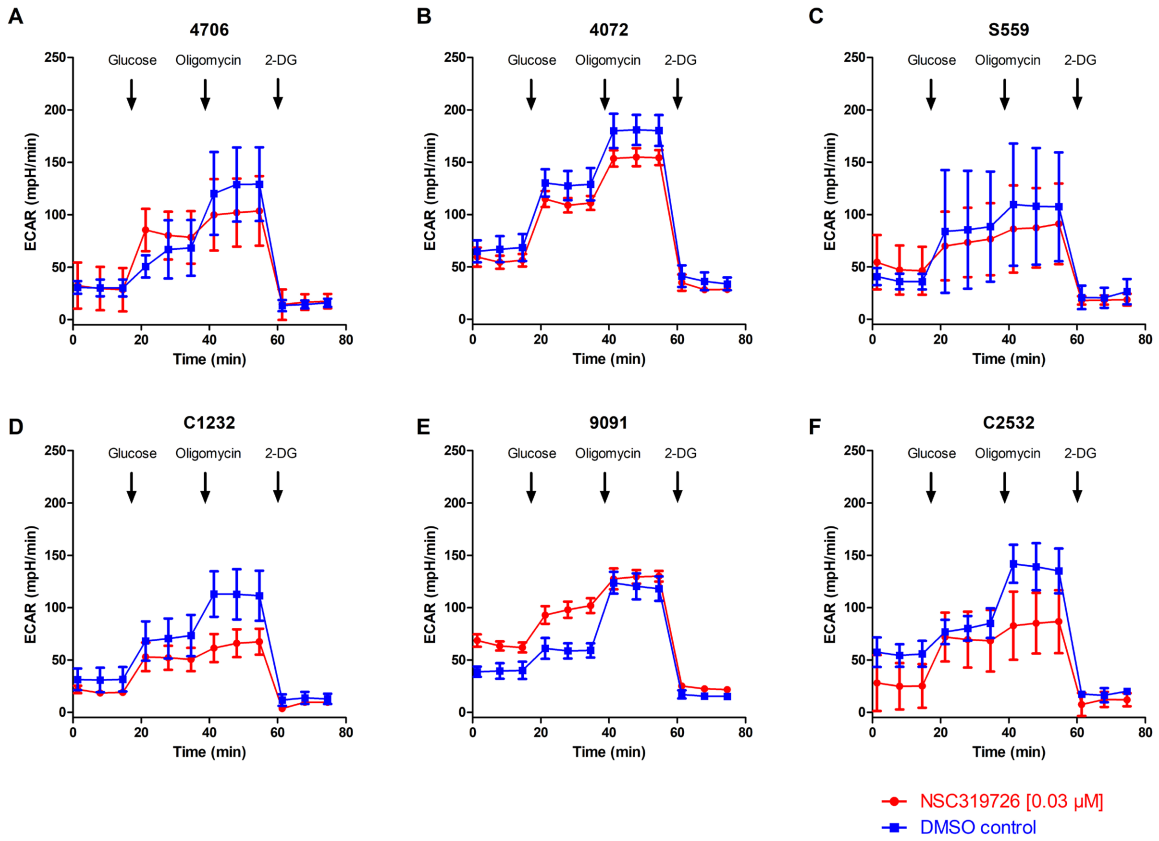 A
4706
Glucose Oligomycin 2-DG
250
200
150
100
50
0
ECAR (mpH/min)
0 20 40 60 80
Time (min)
B
4072
Glucose Oligomycin 2-DG
250
200
150
100
50
0
ECAR (mpH/min)
0 20 40 60 80
Time (min)
C
S559
Glucose Oligomycin 2-DG
250
200
150
100
50
0
ECAR (mpH/min)
0 20 40 60 80
Time (min)
D
C1232
Glucose Oligomycin 2-DG
250
200
150
100
50
0
ECAR (mpH/min)
0 20 40 60 80
Time (min)
E
9091
Glucose Oligomycin 2-DG
250
200
150
100
50
0
ECAR (mpH/min)
0 20 40 60 80
Time (min)
F
C2532
Glucose Oligomycin 2-DG
250
200
150
100
50
0
ECAR (mpH/min)
0 20 40 60 80
Time (min)
NSC319726 [0.03 µM]
DMSO control